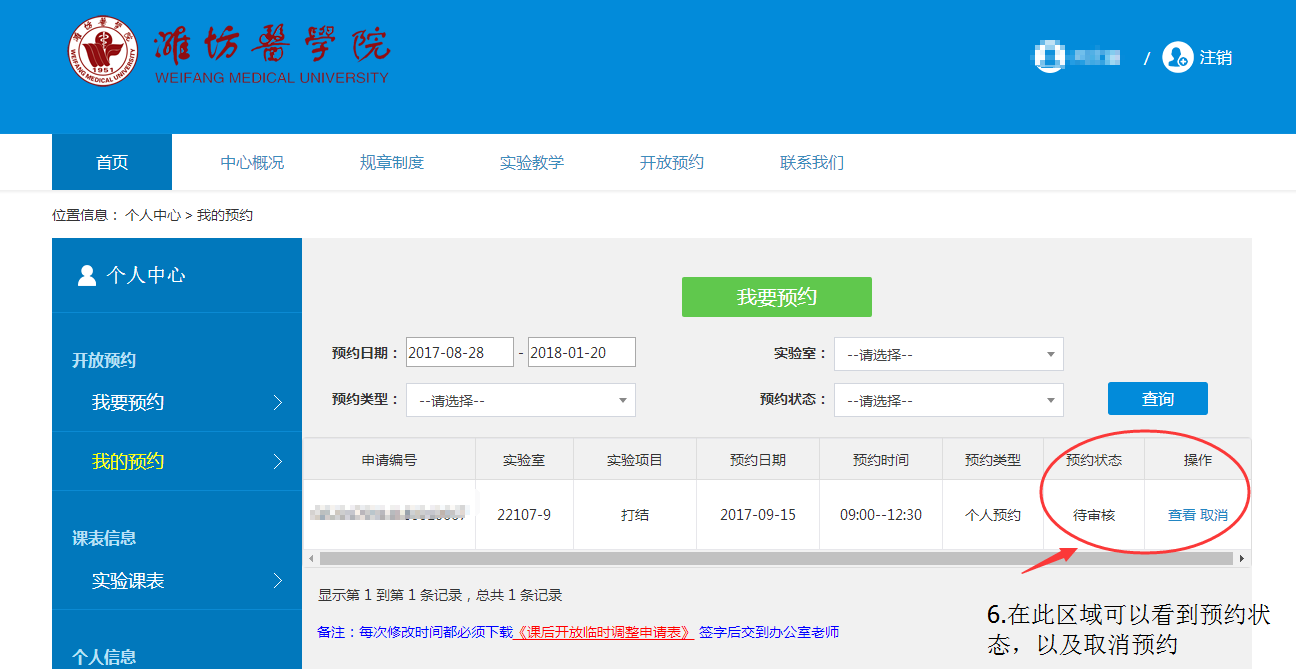 濰坊醫學院
WEIFANG MEDICAL UNIVERSITY
濰坊醫學院
WEIFANG MEDICAL UNIVERSITY
1951
/ 注销
首页 中心概况 规章制度 实验教学 开放预约 联系我们
位置信息： 个人中心 > 我的预约
个人中心
我要预约
预约日期： 2017-08-28 - 2018-01-20 实验室： --请选择--
开放预约
预约类型： --请选择-- 预约状态： --请选择-- 查询
我要预约
我的预约
申请编号 实验室 实验项目 预约日期 预约时间 预约类型 预约状态 操作
22107-9 打结 2017-09-15 09:00--12:30 个人预约 待审核 查看 取消
课表信息
实验课表
显示第 1 到第 1 条记录，总共 1 条记录
6.在此区域可以看到预约状
态，以及取消预约
备注：每次修改时间都必须下载《课后开放临时调整申请表》 签字后交到办公室老师
个人信息